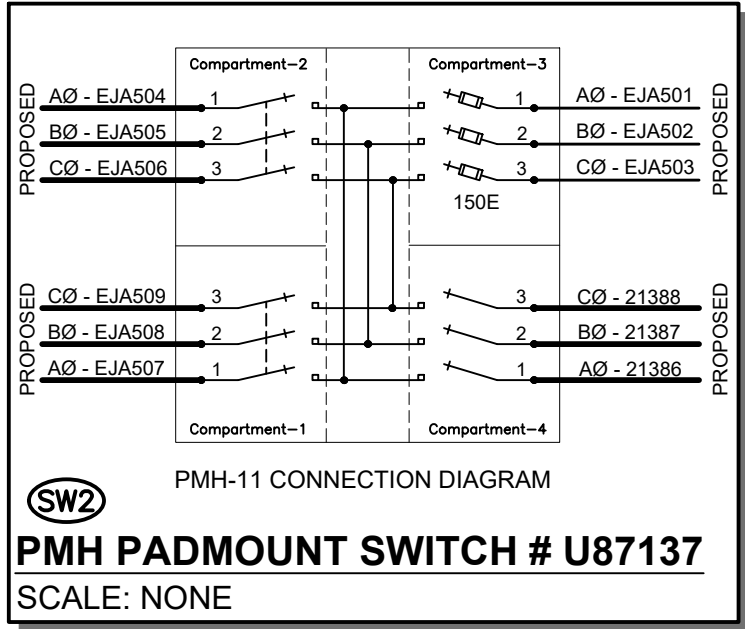 Compartment-2
Compartment-3
PROPOSED
AØ - EJA504
1
BØ - EJA505
2
CØ - EJA506
3
1
AØ - EJA501
2
BØ - EJA502
3
CØ - EJA503
PROPOSED
150E
PROPOSED
CØ - EJA509
3
BØ - EJA508
2
AØ - EJA507
1
3
CØ - 21388
2
BØ - 21387
1
AØ - 21386
PROPOSED
Compartment-1
Compartment-4
PMH-11 CONNECTION DIAGRAM
SW2
PMH PADMOUNT SWITCH # U87137
SCALE: NONE